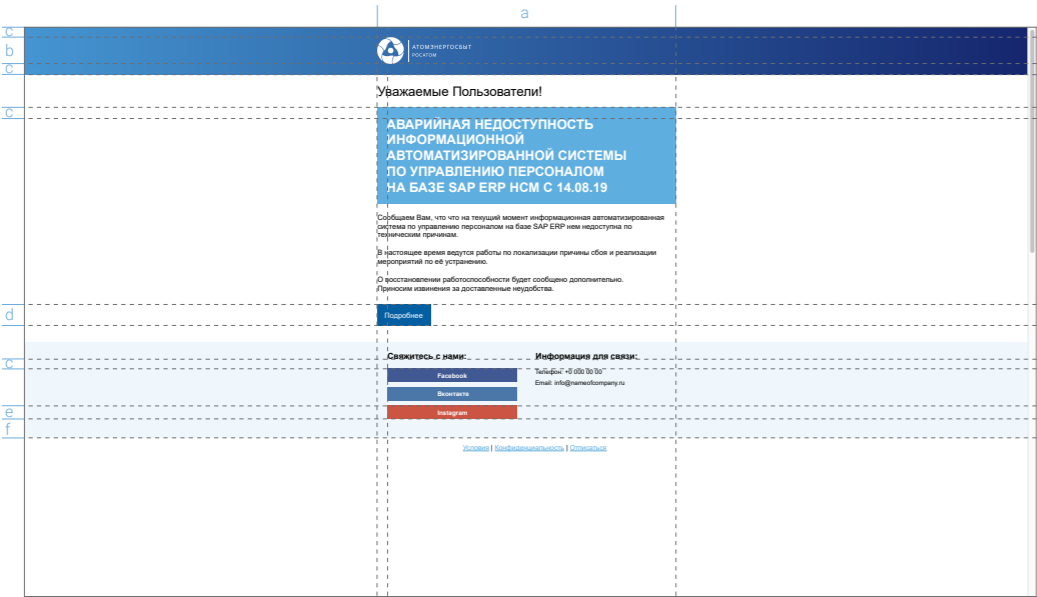 a
c
b
c
АТОМЭНЕРГОСБЫТ
РОСАТОМ
Уважаемые Пользователи!
c
АВАРИЙНАЯ НЕДОСТУПНОСТЬ
ИНФОРМАЦИОННОЙ
АВТОМАТИЗИРОВАННОЙ СИСТЕМЫ
ПО УПРАВЛЕНИЮ ПЕРСОНАЛОМ
НА БАЗЕ SAP ERP HCM С 14.08.19
Сообщаем Вам, что что на текущий момент информационная автоматизированная
система по управлению персоналом на базе SAP ERP нем недоступна по
техническим причинам.
В настоящее время ведутся работы по локализации причины сбоя и реализации
мероприятий по её устранению.
О восстановлении работоспособности будет сообщено дополнительно.
Приносим извинения за доставленные неудобства.
d
Подробнее
Свяжитесь с нами:
Информация для связи:
c
Facebook
Телефон: +0 000 00 00
Email: info@nameofcompany.ru
Вконтакте
e
Instagram
f
Условия | Конфиденциальность | Отписаться